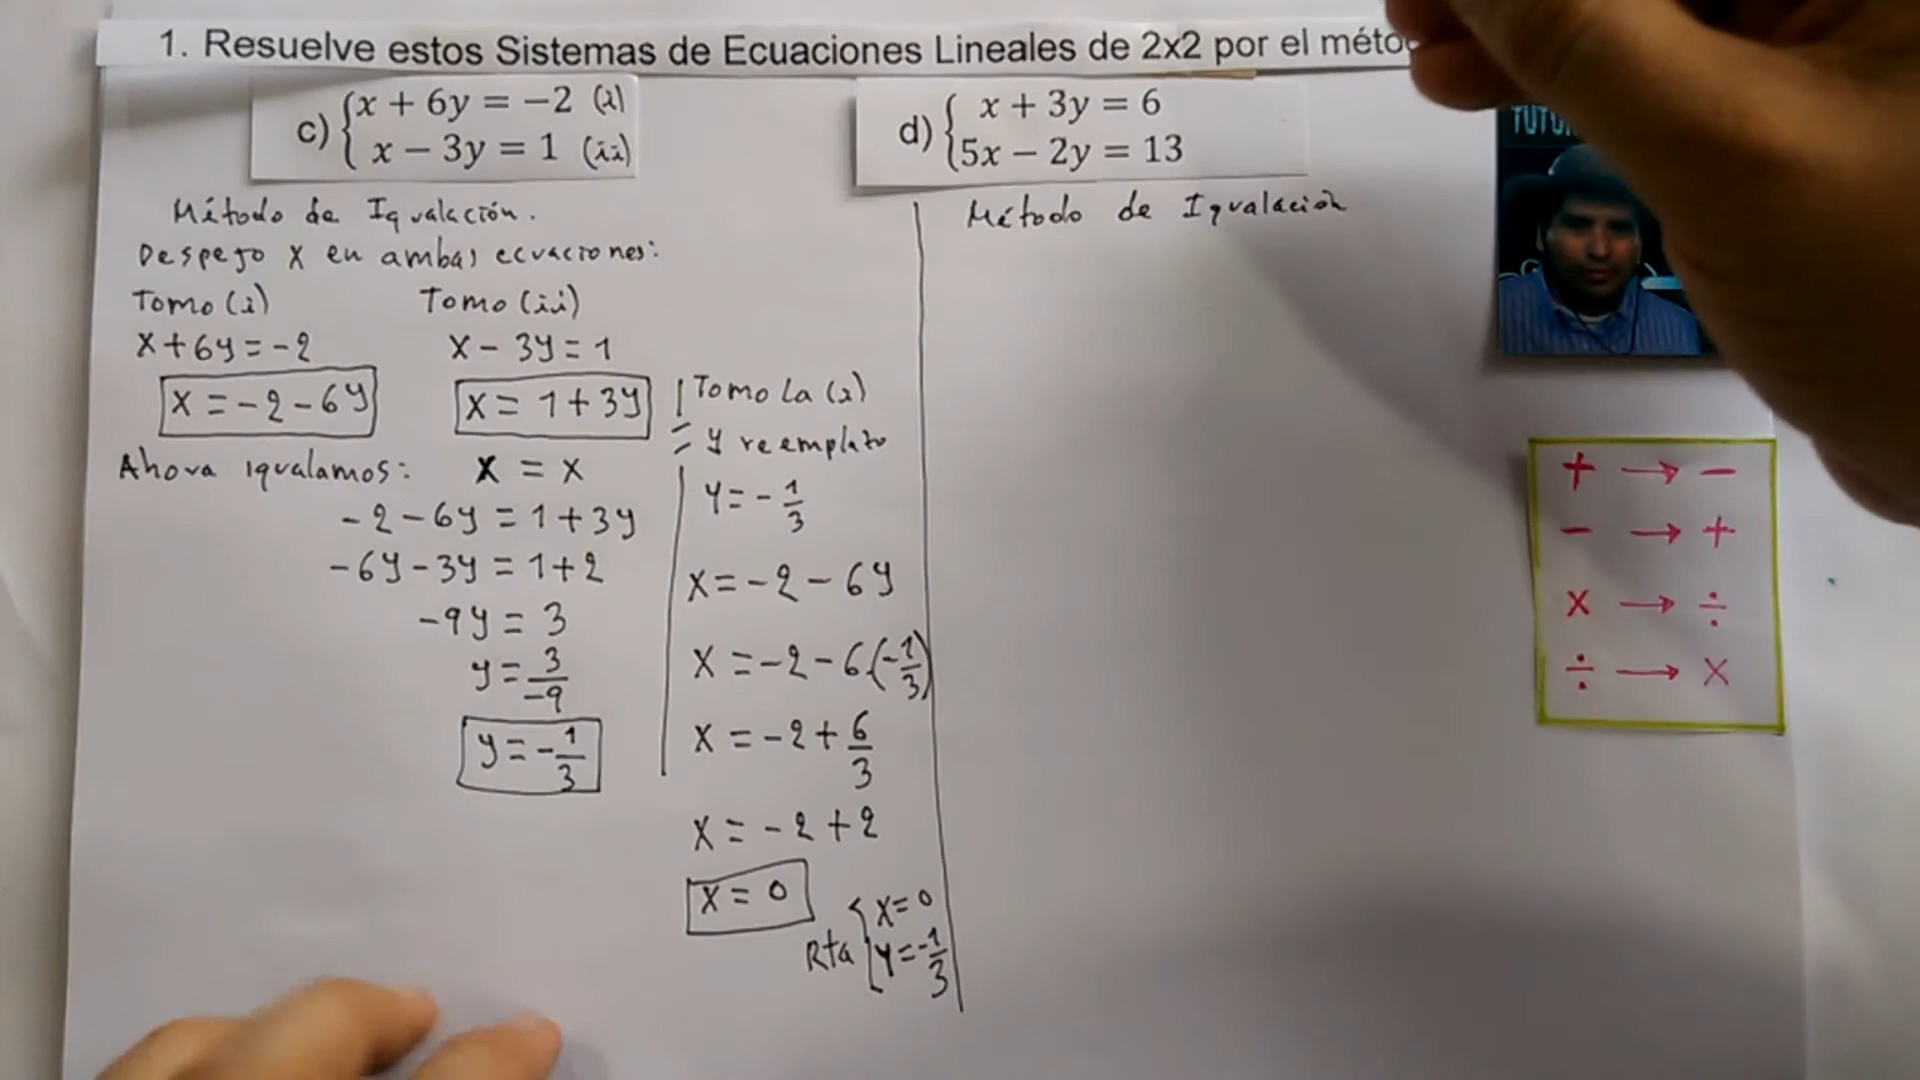 1. Resuelve estos Sistemas de Ecuaciones Lineales de 2x2 por el
c) { x + 6y = −2 (i)
x − 3y = 1 (ii)
Método de Igualación.
Despejo x en ambas ecuaciones:
Tomo (i) Tomo (ii)
x+6y=-2 x-3y=1
x=-2-6y x=1+3y
Ahora igualamos: x = x
-2-6y=1+3y
-6y-3y=1+2
-9y=3
y=3/-9
y=-1/3
Tomo La (i)
y reemplazo
y=-1/3
x=-2-6y
x=-2-6(-1/3)
x=-2+6/3
x=-2+2
x=0
Rta { x=0
y=-1/3
d) { x + 3y = 6
5x − 2y = 13
Método de Igualación
+ → -
- → +
x → ÷
÷ → x